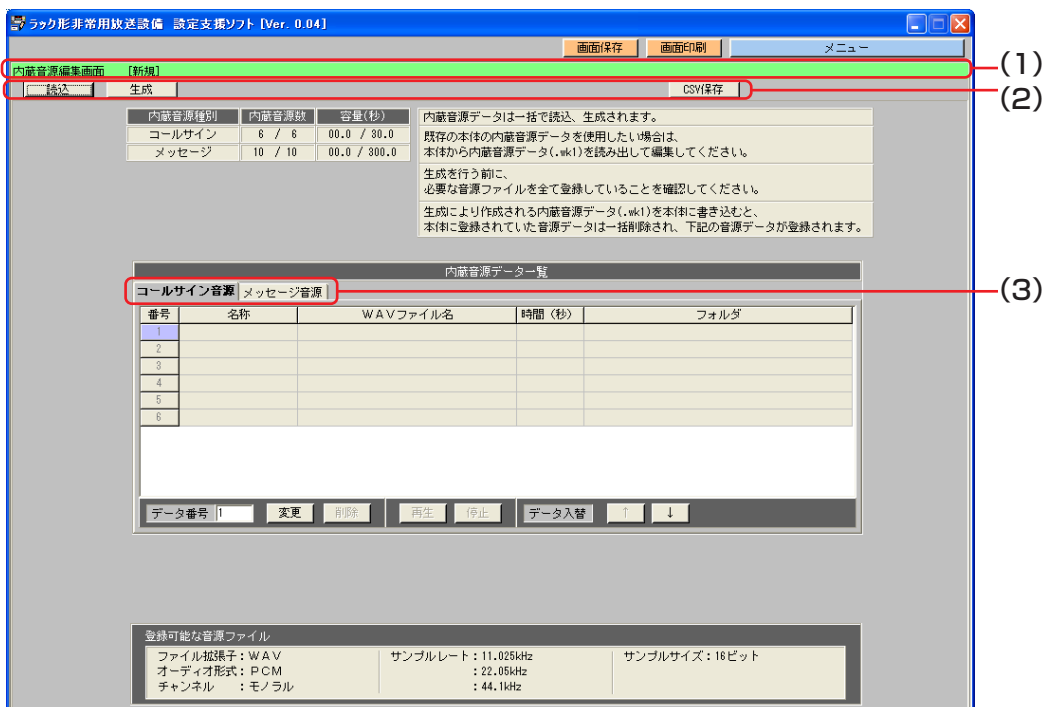 ラック形非常用放送設備 設定支援ソフト [Ver. 0.04]
画面保存 画面印刷 メニュー
内蔵音源編集画面 [新規] (1)
読込 生成 CSV保存 (2)
内蔵音源種別 内蔵音源数 容量(秒)
コールサイン 6 / 6 00.0 / 30.0
メッセージ 10 / 10 00.0 / 300.0
内蔵音源データは一括で読込、生成されます。
既存の本体の内蔵音源データを使用したい場合は、
本体から内蔵音源データ(.wk1)を読み出して編集してください。
生成を行う前に、
必要な音源ファイルを全て登録していることを確認してください。
生成により作成される内蔵音源データ(.wk1)を本体に書き込むと、
本体に登録されていた音源データは一括削除され、下記の音源データが登録されます。
内蔵音源データ一覧
コールサイン音源 メッセージ音源 (3)
番号 名称 WAVファイル名 時間(秒) フォルダ
1
2
3
4
5
6
データ番号 1 変更 削除 再生 停止 データ入替 ↑ ↓
登録可能な音源ファイル
ファイル拡張子:WAV サンプルレート:11.025kHz サンプルサイズ:16ビット
オーディオ形式:PCM :22.05kHz
チャンネル :モノラル :44.1kHz